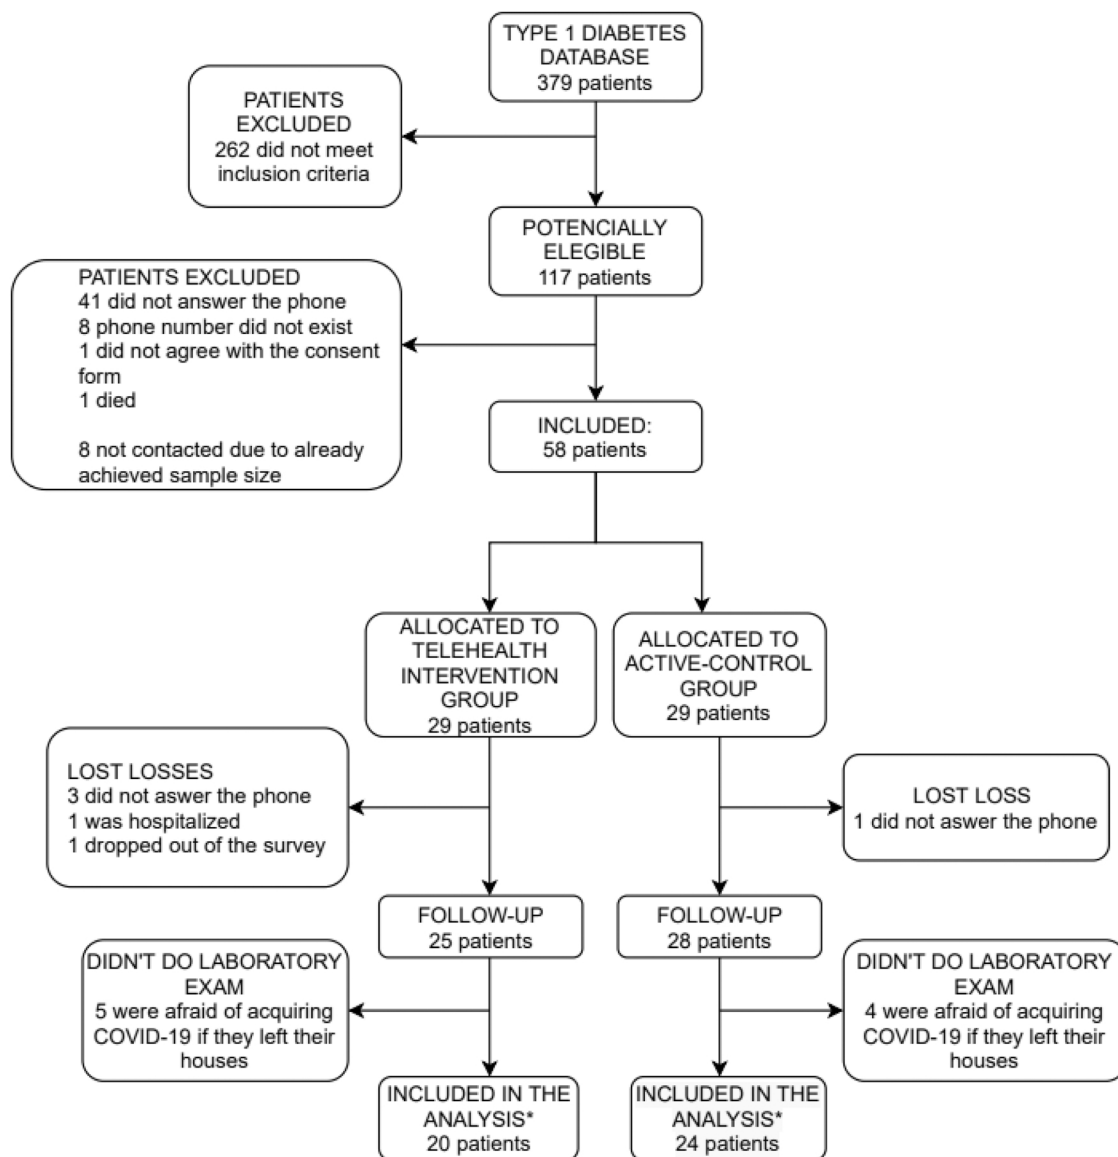 TYPE 1 DIABETES
DATABASE
379 patients
PATIENTS
EXCLUDED
262 did not meet
inclusion criteria
POTENCIALLY
ELEGIBLE
117 patients
PATIENTS EXCLUDED
41 did not answer the phone
8 phone number did not exist
1 did not agree with the consent
form
1 died
8 not contacted due to already
achieved sample size
INCLUDED:
58 patients
ALLOCATED TO
TELEHEALTH
INTERVENTION
GROUP
29 patients
ALLOCATED TO
ACTIVE-CONTROL
GROUP
29 patients
LOST LOSSES
3 did not aswer the phone
1 was hospitalized
1 dropped out of the survey
LOST LOSS
1 did not aswer the phone
FOLLOW-UP
25 patients
FOLLOW-UP
28 patients
DIDN'T DO LABORATORY
EXAM
5 were afraid of acquiring
COVID-19 if they left their
houses
DIDN'T DO LABORATORY
EXAM
4 were afraid of acquiring
COVID-19 if they left their
houses
INCLUDED IN THE
ANALYSIS*
20 patients
INCLUDED IN THE
ANALYSIS*
24 patients